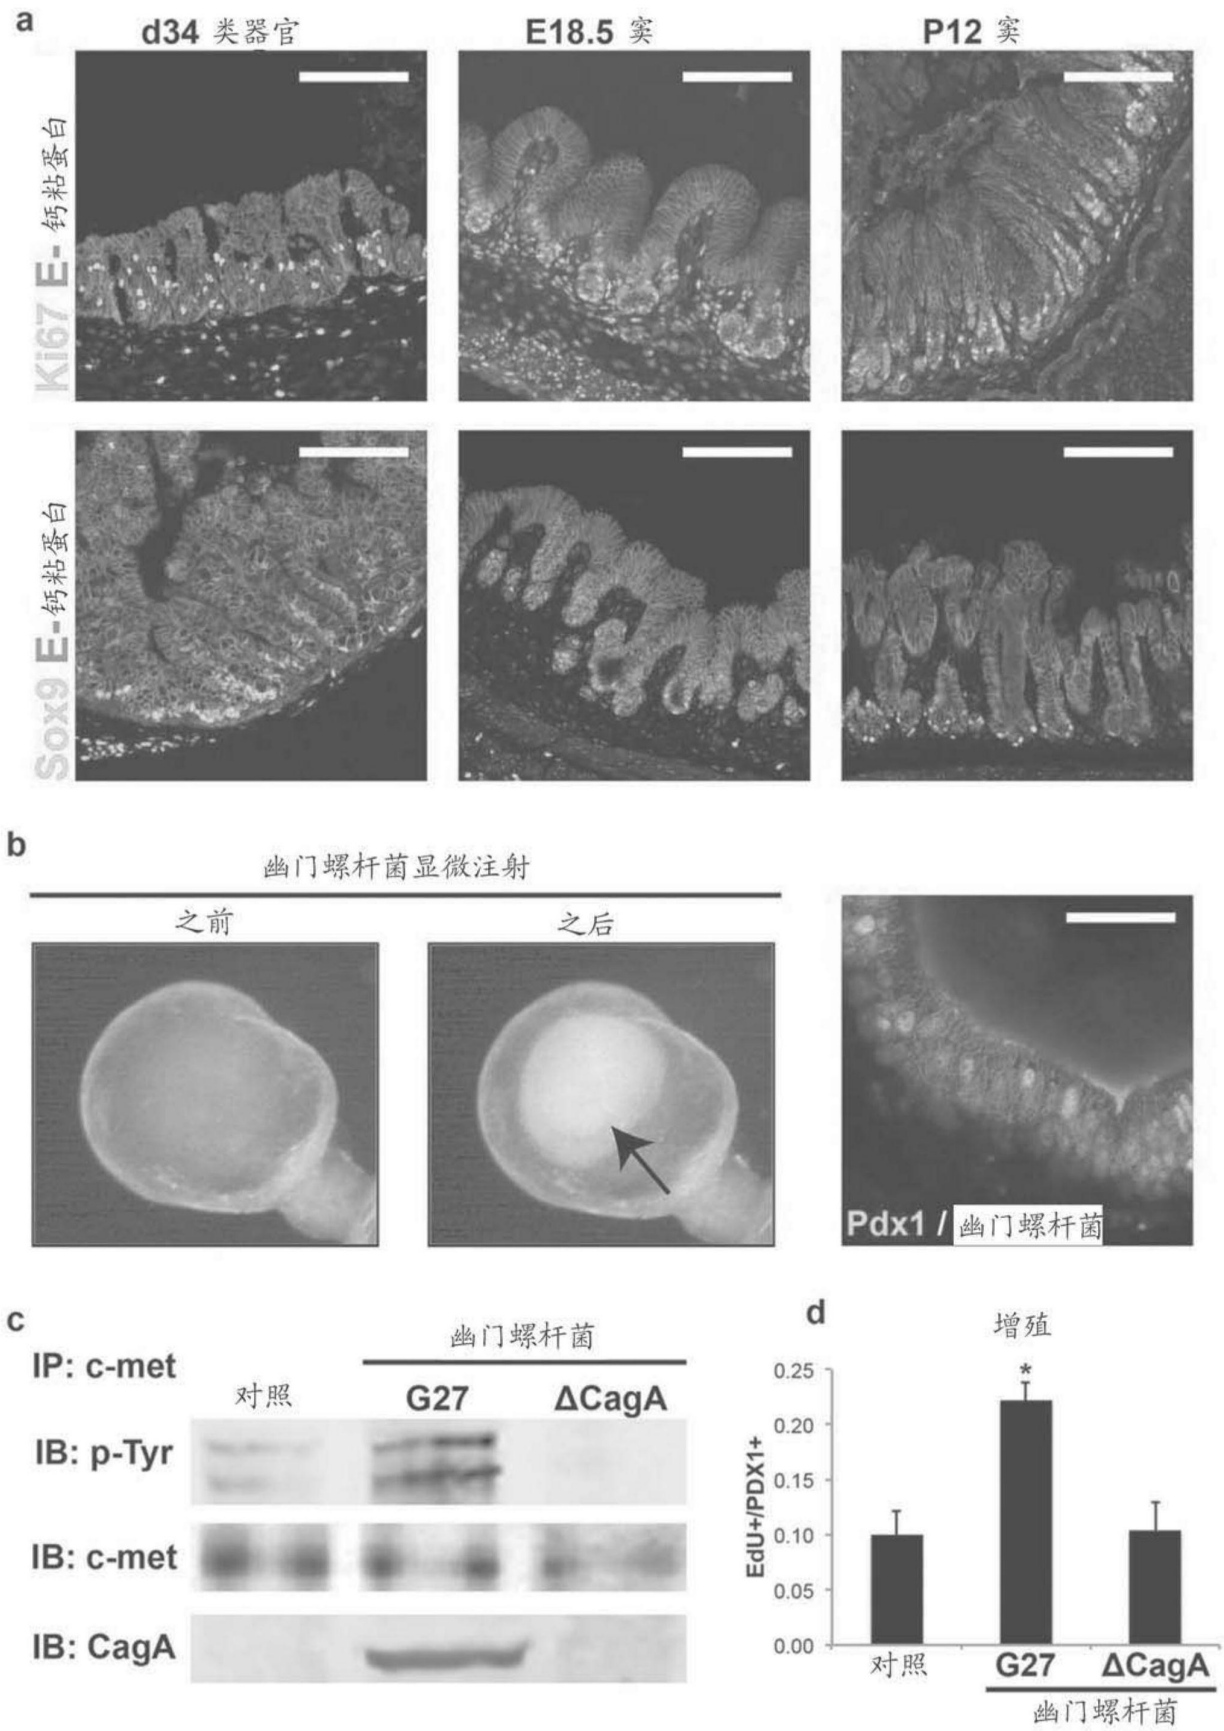 a
d34 类器官
E18.5 窦
P12 窦
Ki67 E-钙粘蛋白
Sox9 E-钙粘蛋白
b
幽门螺杆菌显微注射
之前
之后
Pdx1 / 幽门螺杆菌
c
幽门螺杆菌
IP: c-met
对照
G27
ΔCagA
IB: p-Tyr
IB: c-met
IB: CagA
d
增殖
EdU+/PDX1+
0.25
0.20
0.15
0.10
0.05
0.00
*
对照
G27
ΔCagA
幽门螺杆菌